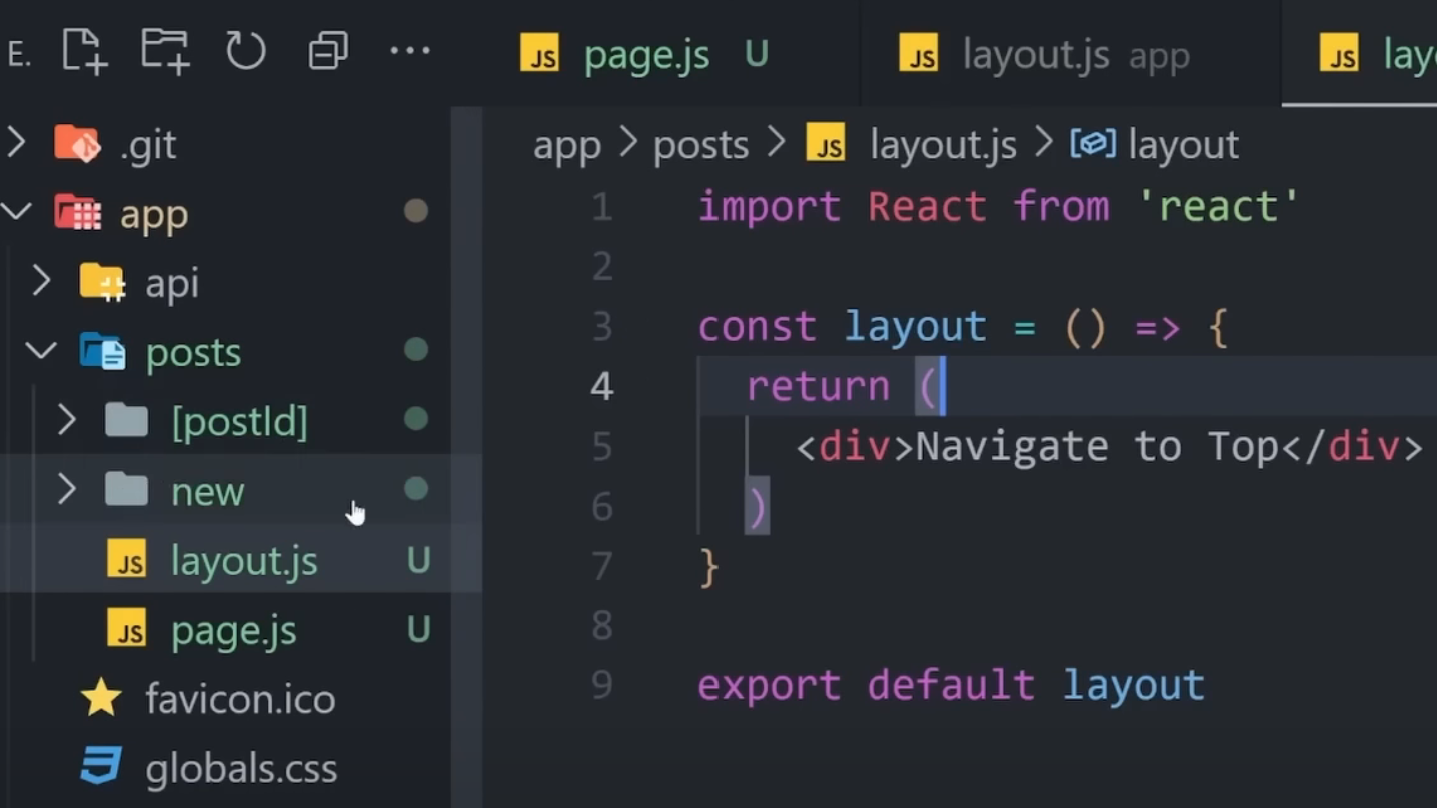 E.
JS page.js U
JS layout.js app
JS
.git
app
api
posts
[postId]
new
JS layout.js U
JS page.js U
favicon.ico
globals.css
app > posts > JS layout.js > layout
1 import React from 'react'
2
3 const layout = () => {
4 return (
5 <div>Navigate to Top</div>
6 )
7 }
8
9 export default layout